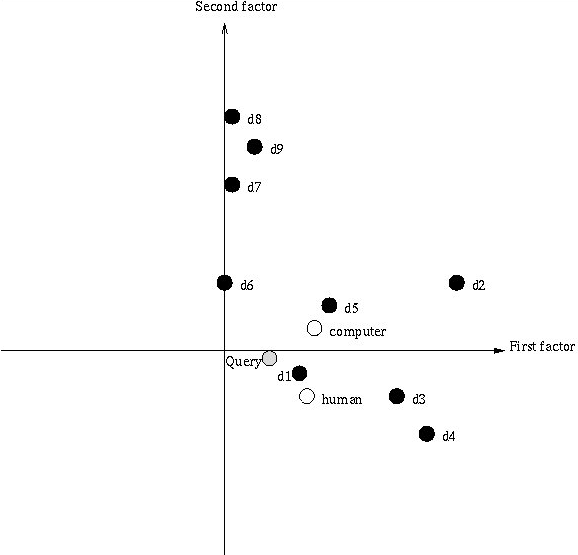 Second factor
d8
d9
d7
d6
d2
d5
computer
First factor
Query
d1
human
d3
d4